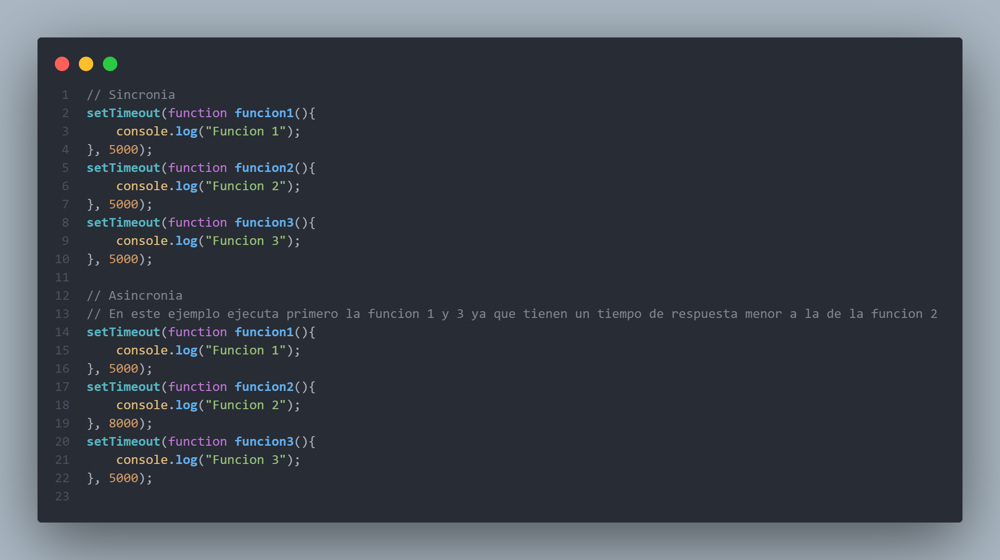 1 // Sincronia
2 setTimeout(function funcion1(){
3     console.log("Funcion 1");
4 }, 5000);
5 setTimeout(function funcion2(){
6     console.log("Funcion 2");
7 }, 5000);
8 setTimeout(function funcion3(){
9     console.log("Funcion 3");
10 }, 5000);
11
12 // Asincronia
13 // En este ejemplo ejecuta primero la funcion 1 y 3 ya que tienen un tiempo de respuesta menor a la de la funcion 2
14 setTimeout(function funcion1(){
15     console.log("Funcion 1");
16 }, 5000);
17 setTimeout(function funcion2(){
18     console.log("Funcion 2");
19 }, 8000);
20 setTimeout(function funcion3(){
21     console.log("Funcion 3");
22 }, 5000);
23